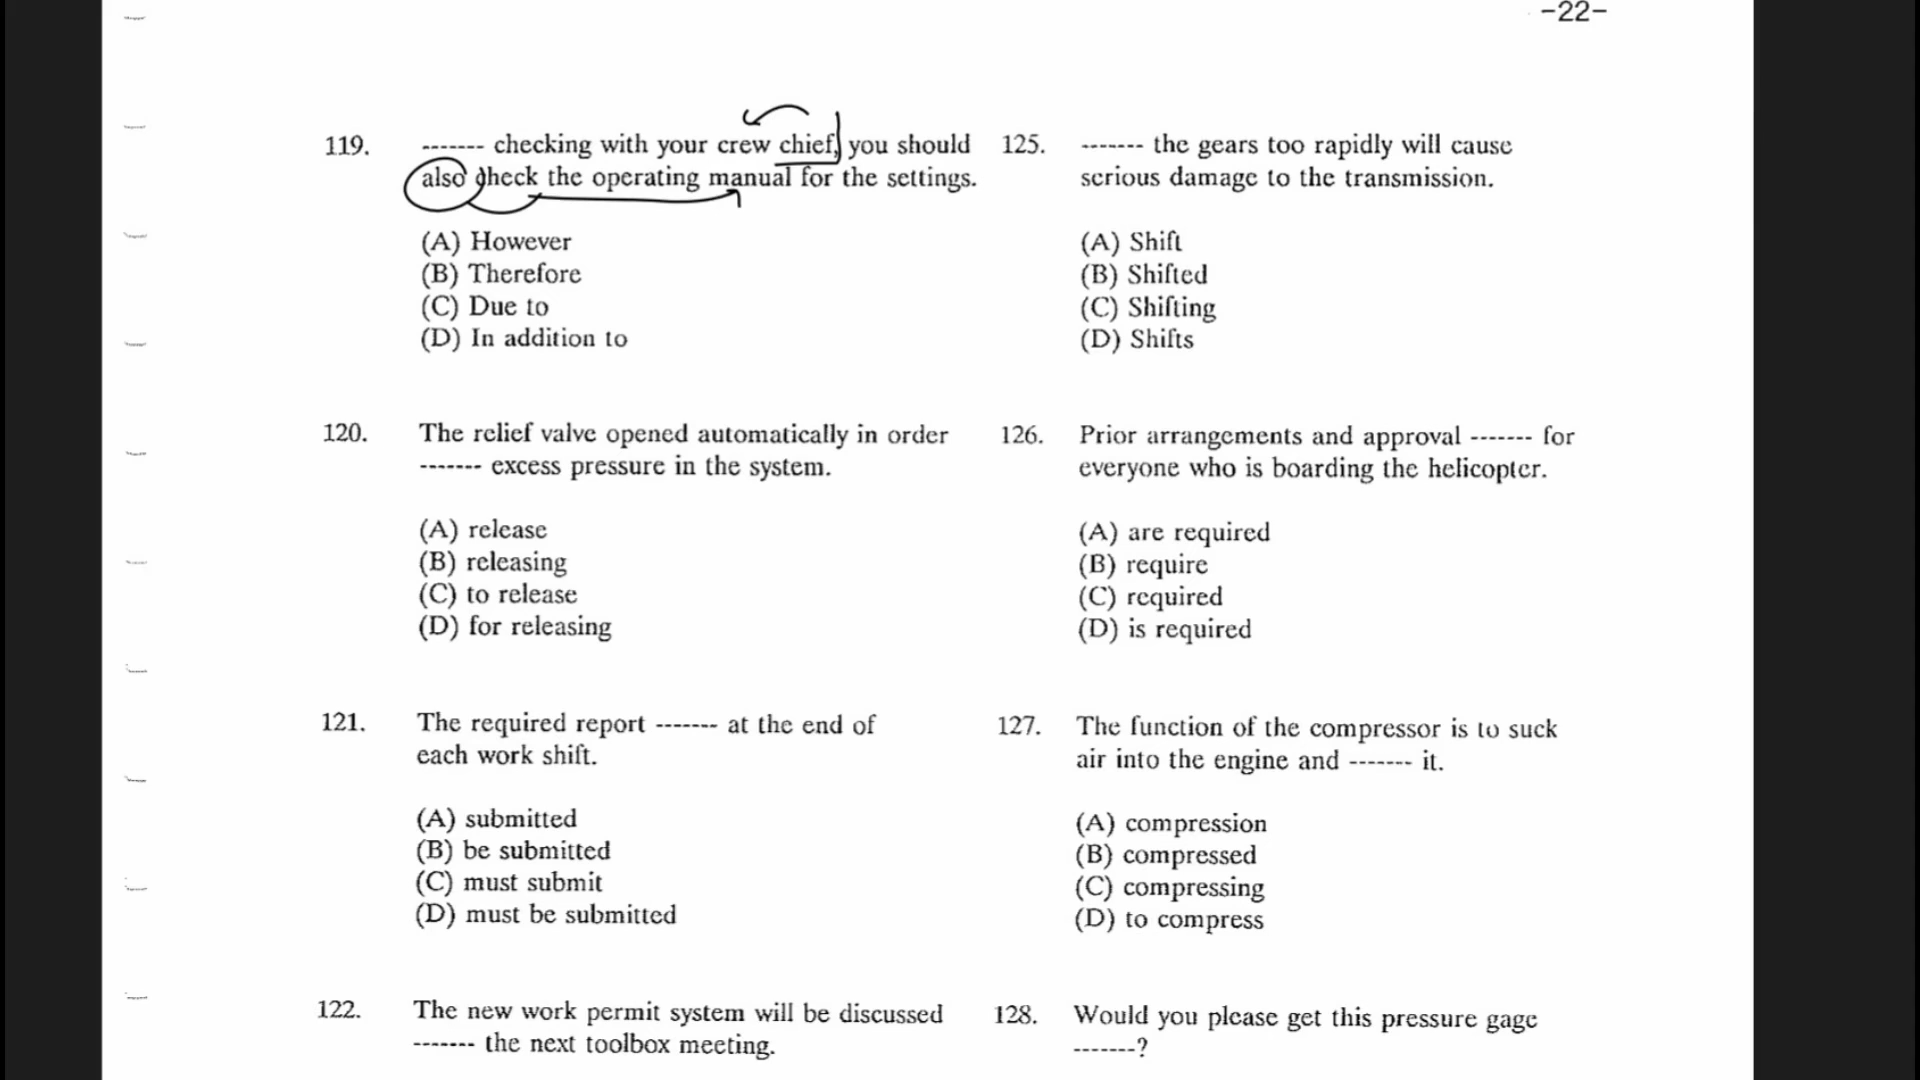 -22-
119. ------- checking with your crew chief, you should
also check the operating manual for the settings.
(A) However
(B) Therefore
(C) Due to
(D) In addition to
120. The relief valve opened automatically in order
------- excess pressure in the system.
(A) release
(B) releasing
(C) to release
(D) for releasing
121. The required report ------- at the end of
each work shift.
(A) submitted
(B) be submitted
(C) must submit
(D) must be submitted
122. The new work permit system will be discussed
------- the next toolbox meeting.
125. ------- the gears too rapidly will cause
serious damage to the transmission.
(A) Shift
(B) Shifted
(C) Shifting
(D) Shifts
126. Prior arrangements and approval ------- for
everyone who is boarding the helicopter.
(A) are required
(B) require
(C) required
(D) is required
127. The function of the compressor is to suck
air into the engine and ------- it.
(A) compression
(B) compressed
(C) compressing
(D) to compress
128. Would you please get this pressure gage
-------?